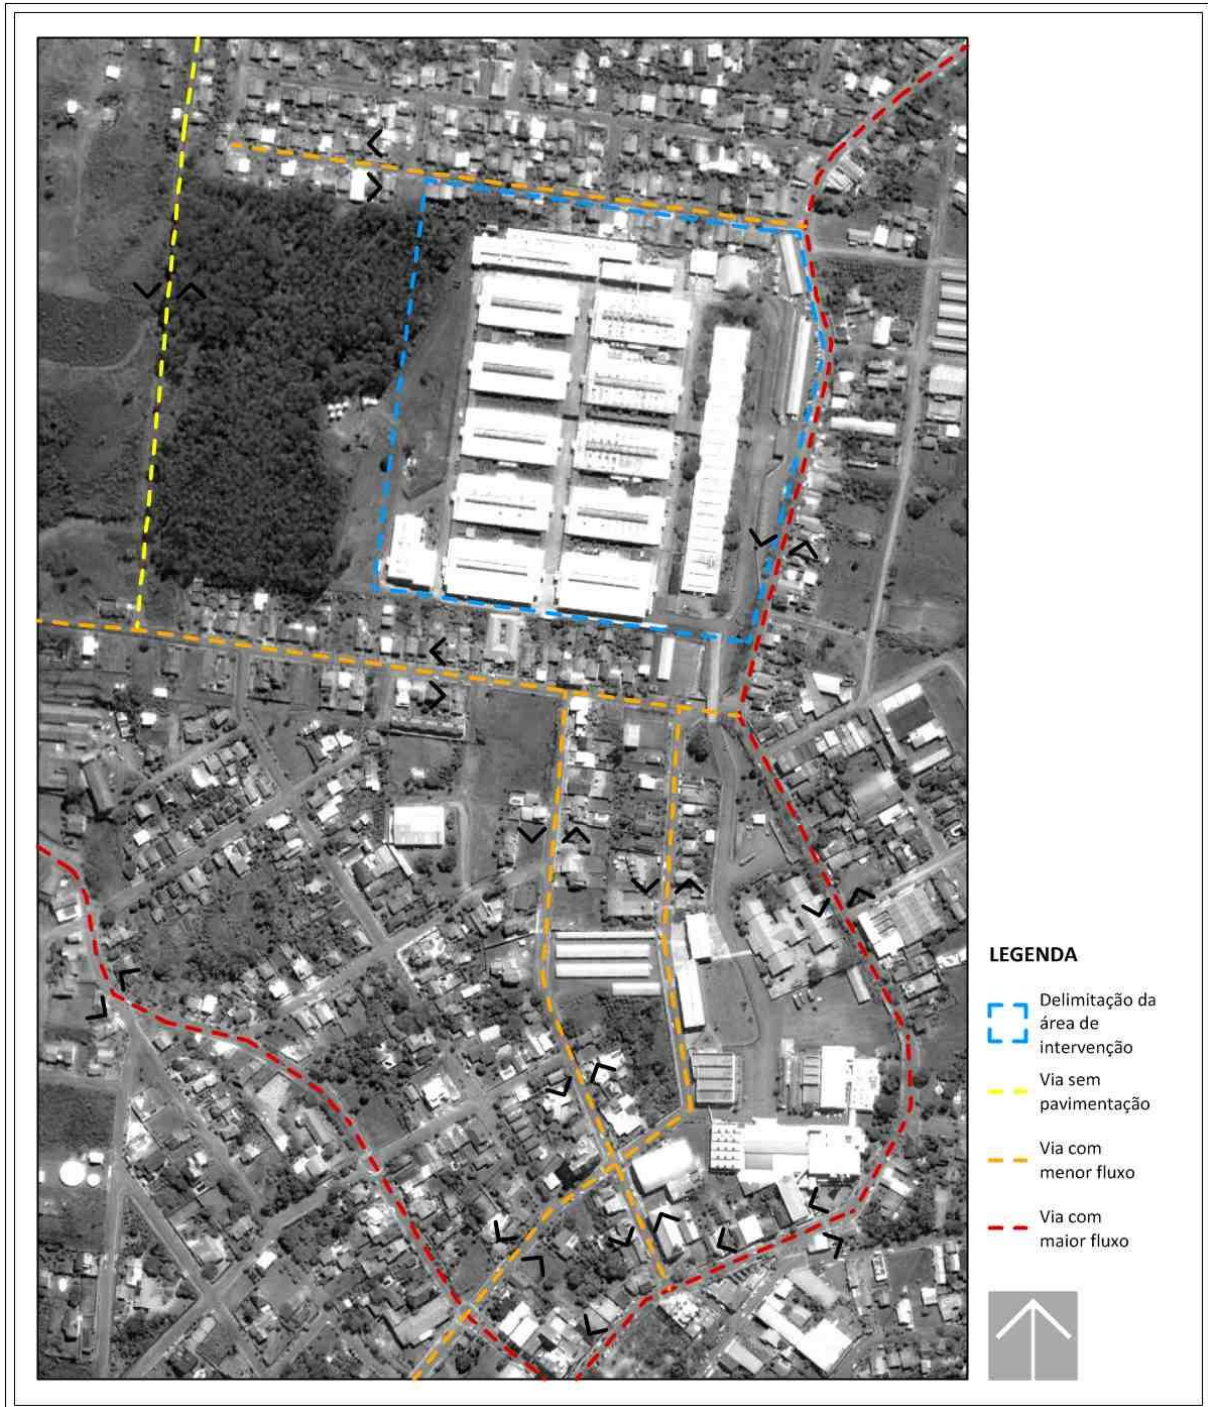 LEGENDA
Delimitação da
área de
intervenção
Via sem
pavimentação
Via com
menor fluxo
Via com
maior fluxo